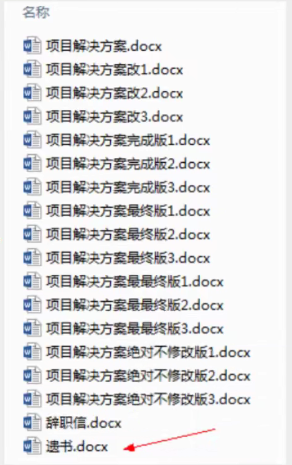 名称
项目解决方案.docx
项目解决方案改1.docx
项目解决方案改2.docx
项目解决方案改3.docx
项目解决方案完成版1.docx
项目解决方案完成版2.docx
项目解决方案完成版3.docx
项目解决方案最终版1.docx
项目解决方案最终版2.docx
项目解决方案最终版3.docx
项目解决方案最最终版1.docx
项目解决方案最最终版2.docx
项目解决方案最最终版3.docx
项目解决方案绝对不修改版1.docx
项目解决方案绝对不修改版2.docx
项目解决方案绝对不修改版3.docx
辞职信.docx
遗书.docx